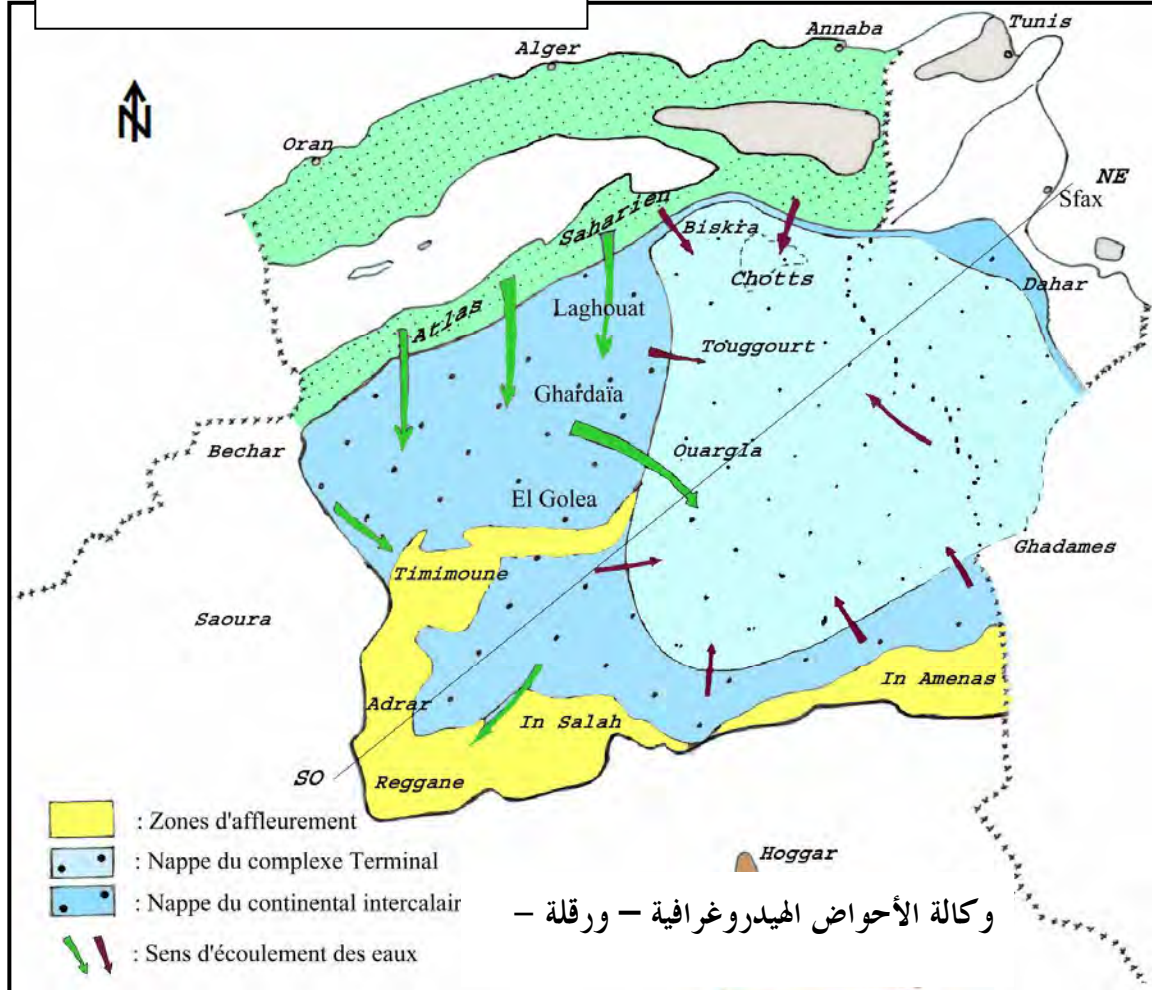 Tunis
Annaba
Alger
N
Oran
NE
Sfax
Saharien
Biskra
Chotts
Dahar
Atlas
Laghouat
Touggourt
Ghardaïa
Bechar
Ouargla
El Golea
Ghadames
Timimoune
Saoura
In Amenas
Adrar
In Salah
SO
Reggane
: Zones d'affleurement
: Nappe du complexe Terminal
Hoggar
: Nappe du continental intercalair
وكالة الأحواض الهيدروغرافية – ورقلة –
: Sens d'écoulement des eaux